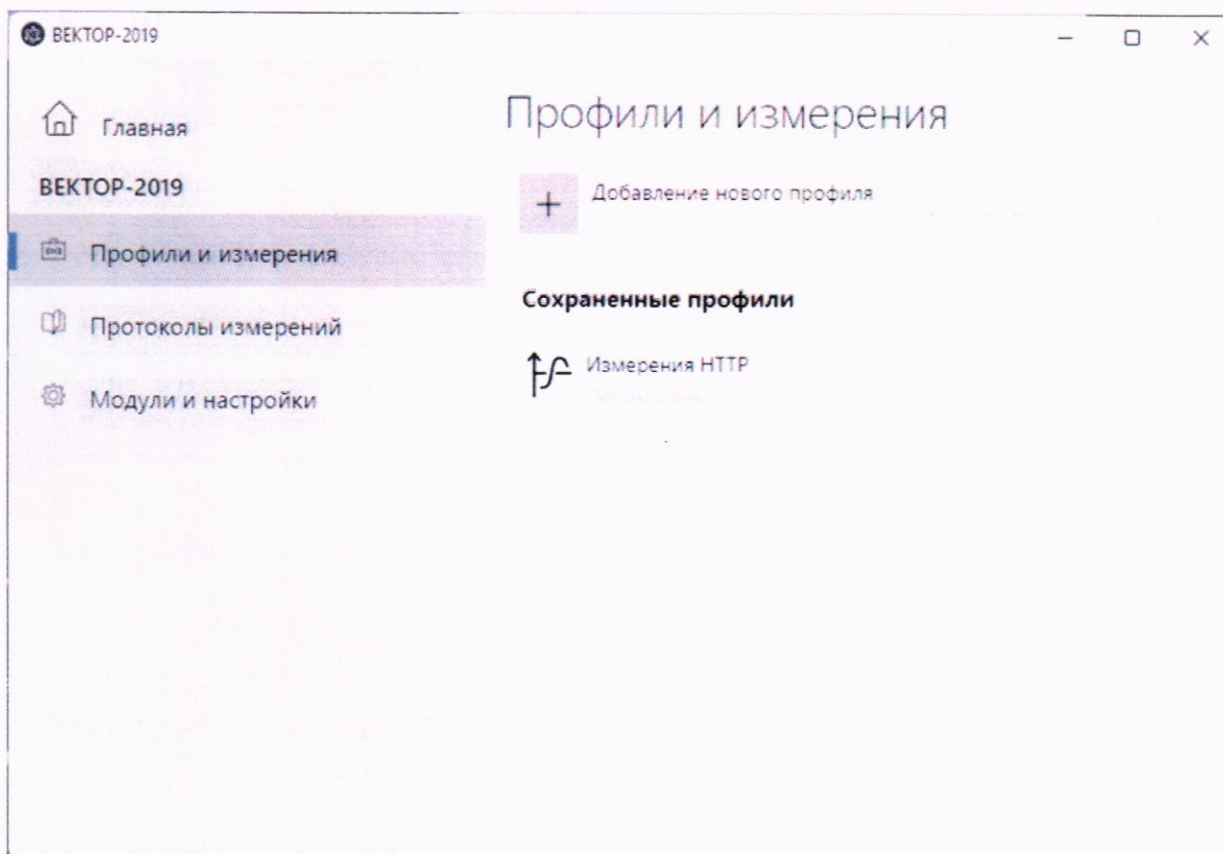 ВЕКТОР-2019
Главная
ВЕКТОР-2019
Профили и измерения
Протоколы измерений
Модули и настройки
Профили и измерения
Добавление нового профиля
Сохраненные профили
Измерения HTTP